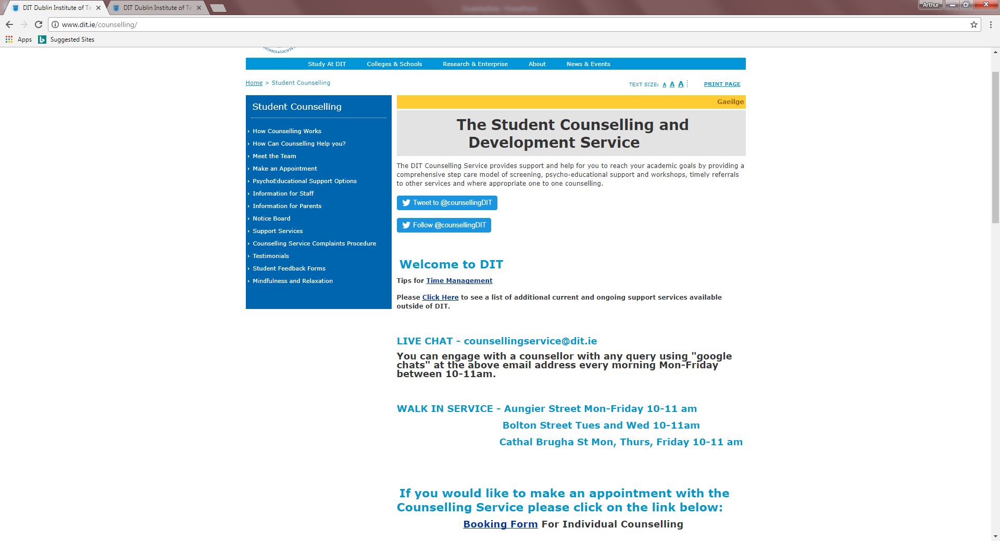 DIT Dublin Institute of Te
DIT Dublin Institute of Te
Arthur
www.dit.ie/counselling/
Apps
Suggested Sites
Study At DIT
Colleges & Schools
Research & Enterprise
About
News & Events
Home > Student Counselling
TEXT SIZE: A A A
PRINT PAGE
Student Counselling
How Counselling Works
How Can Counselling Help you?
Meet the Team
Make an Appointment
PsychoEducational Support Options
Information for Staff
Information for Parents
Notice Board
Support Services
Counselling Service Complaints Procedure
Testimonials
Student Feedback Forms
Mindfulness and Relaxation
Gaeilge
The Student Counselling and
Development Service
The DIT Counselling Service provides support and help for you to reach your academic goals by providing a
comprehensive step care model of screening, psycho-educational support and workshops, timely referrals
to other services and where appropriate one to one counselling.
Tweet to @counsellingDIT
Follow @counsellingDIT
Welcome to DIT
Tips for Time Management
Please Click Here to see a list of additional current and ongoing support services available
outside of DIT.
LIVE CHAT - counsellingservice@dit.ie
You can engage with a counsellor with any query using "google
chats" at the above email address every morning Mon-Friday
between 10-11am.
WALK IN SERVICE - Aungier Street Mon-Friday 10-11 am
Bolton Street Tues and Wed 10-11am
Cathal Brugha St Mon, Thurs, Friday 10-11 am
If you would like to make an appointment with the
Counselling Service please click on the link below:
Booking Form For Individual Counselling